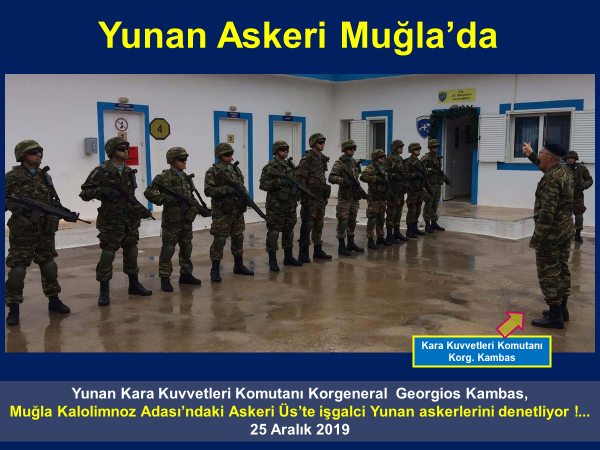 Yunan Askeri Muğla’da
4
Kara Kuvvetleri Komutanı
Korg. Kambas
Yunan Kara Kuvvetleri Komutanı Korgeneral Georgios Kambas,
Muğla Kalolimnoz Adası’ndaki Askeri Üs’te işgalci Yunan askerlerini denetliyor !...
25 Aralık 2019